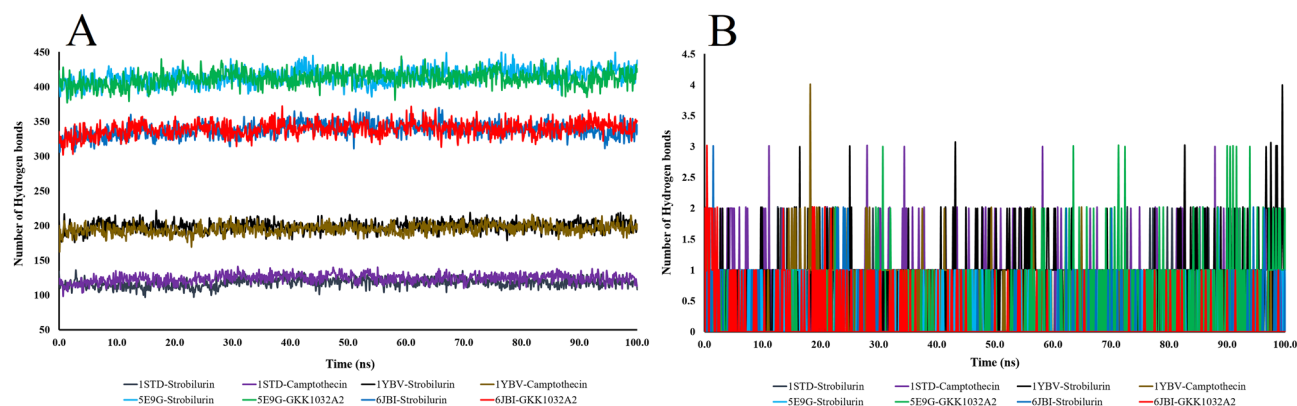 A
Number of Hydrogen bonds
450
400
350
300
250
200
150
100
50
0.0 10.0 20.0 30.0 40.0 50.0 60.0 70.0 80.0 90.0 100.0
Time (ns)
1STD-Strobilurin 1STD-Camptothecin 1YBV-Strobilurin 1YBV-Camptothecin
5E9G-Strobilurin 5E9G-GKK1032A2 6JBI-Strobilurin 6JBI-GKK1032A2
B
Number of Hydrogen bonds
4.5
4
3.5
3
2.5
2
1.5
1
0.5
0
0.0 10.0 20.0 30.0 40.0 50.0 60.0 70.0 80.0 90.0 100.0
Time (ns)
1STD-Strobilurin 1STD-Camptothecin 1YBV-Strobilurin 1YBV-Camptothecin
5E9G-Strobilurin 5E9G-GKK1032A2 6JBI-Strobilurin 6JBI-GKK1032A2